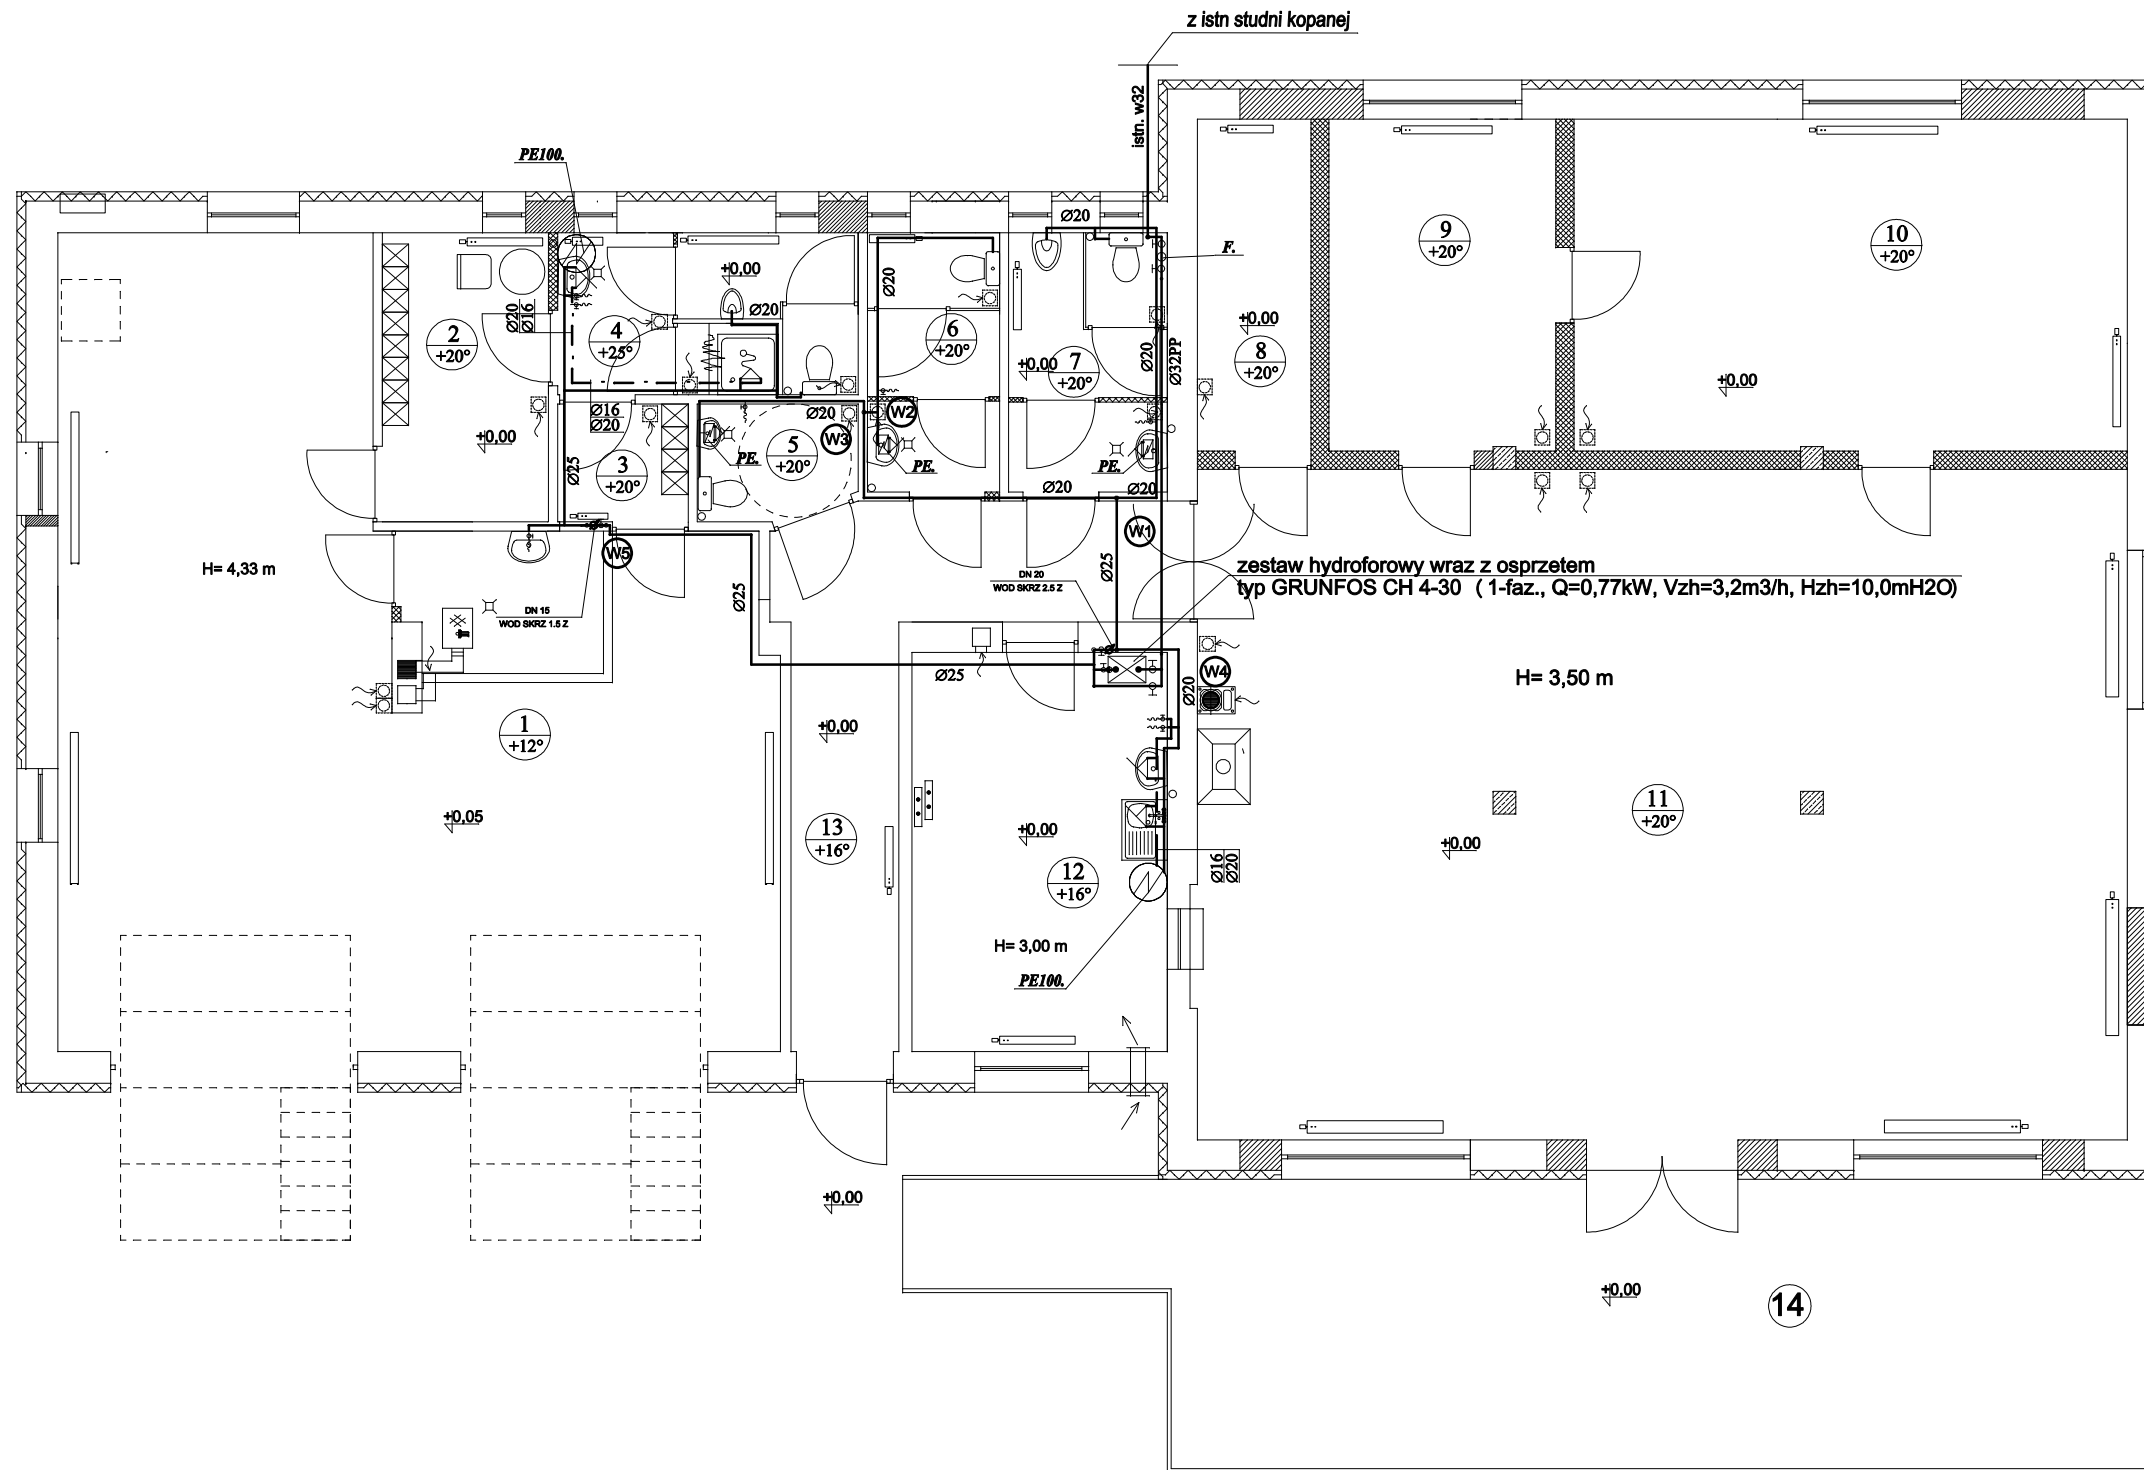 z istn studni kopanej
istn. w32
PE100.
Ø20
F.
9
+20°
10
+20°
±0,00
Ø20
Ø20
Ø16
Ø20
2
+20°
4
+25°
6
+20°
±0,00
7
+20°
Ø20
Ø32PP
±0,00
8
+20°
±0,00
Ø16
Ø20
Ø20
W2
W3
±0,00
5
+20°
PE.
PE.
PE.
Ø25
3
+20°
Ø20
Ø20
W1
W5
H= 4,33 m
Ø25
DN 20
WOD SKRZ 2.5 Z
Ø25
zestaw hydroforowy wraz z osprzetem
typ GRUNFOS CH 4-30 ( 1-faz., Q=0,77kW, Vzh=3,2m3/h, Hzh=10,0mH2O)
DN 15
WOD SKRZ 1.5 Z
Ø25
W4
H= 3,50 m
Ø20
1
+12°
±0,00
±0,05
13
+16°
±0,00
11
+20°
±0,00
12
+16°
Ø16
Ø20
H= 3,00 m
PE100.
±0,00
±0,00
14